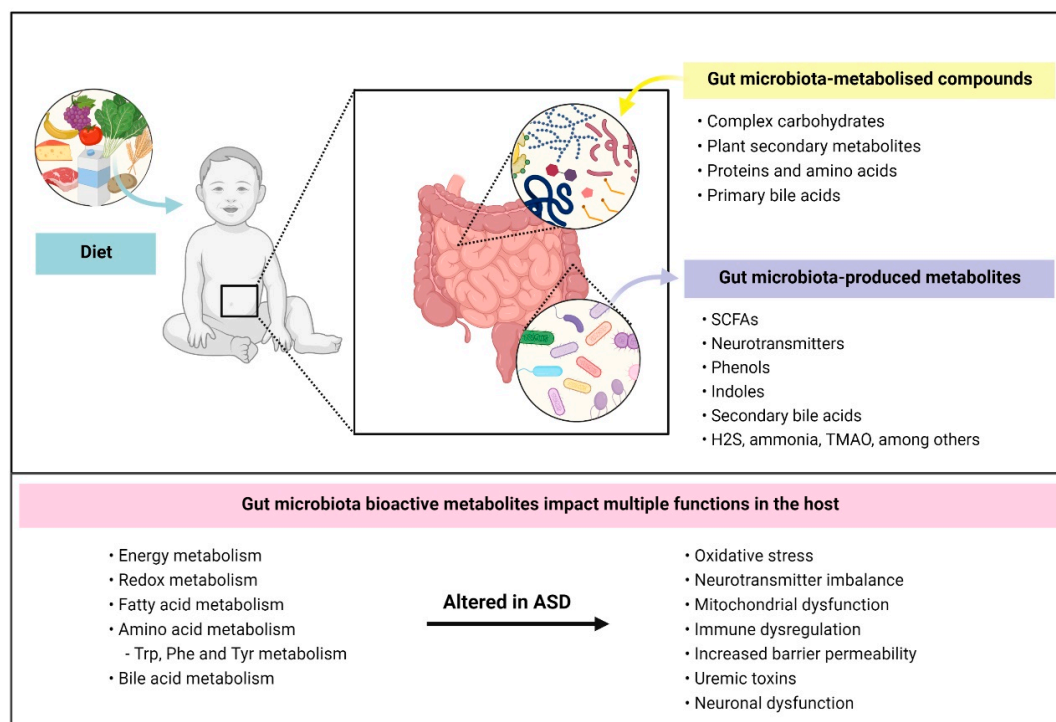 Diet
Gut microbiota-metabolised compounds
• Complex carbohydrates
• Plant secondary metabolites
• Proteins and amino acids
• Primary bile acids
Gut microbiota-produced metabolites
• SCFAs
• Neurotransmitters
• Phenols
• Indoles
• Secondary bile acids
• H2S, ammonia, TMAO, among others
Gut microbiota bioactive metabolites impact multiple functions in the host
• Energy metabolism
• Redox metabolism
• Fatty acid metabolism
• Amino acid metabolism
- Trp, Phe and Tyr metabolism
• Bile acid metabolism
Altered in ASD
• Oxidative stress
• Neurotransmitter imbalance
• Mitochondrial dysfunction
• Immune dysregulation
• Increased barrier permeability
• Uremic toxins
• Neuronal dysfunction